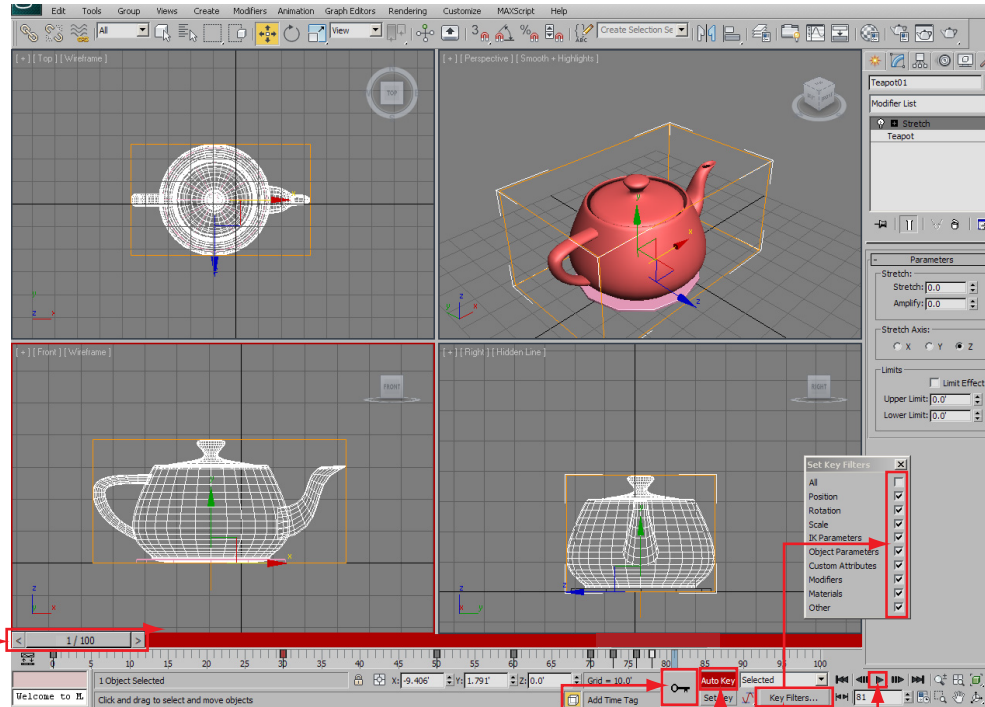 Edit Tools Group Views Create Modifiers Animation Graph Editors Rendering Customize MAXScript Help
All View 3 % ABC Create Selection Se
[ + ] [ Top ] [ Wireframe ]
TOP
[ + ] [ Perspective ] [ Smooth + Highlights ]
Teapot01
Modifier List
Stretch
Teapot
- Parameters
Stretch:
Stretch: 0.0
Amplify: 0.0
Stretch Axis:
X Y Z
Limits
Limit Effect
Upper Limit: 0.0'
Lower Limit: 0.0'
[ + ] [ Front ] [ Wireframe ]
FRONT
[ + ] [ Right ] [ Hidden Line ]
RIGHT
Set Key Filters X
All
Position
Rotation
Scale
IK Parameters
Object Parameters
Custom Attributes
Modifiers
Materials
Other
x y z
< 1 / 100 >
0 5 10 15 20 25 30 35 40 45 50 55 60 65 70 75 80 85 90 95 100
1 Object Selected X: -9.406' Y: 1.791' Z: 0.0' Grid = 10.0' Auto Key Selected
Welcome to M Click and drag to select and move objects Add Time Tag Set Key Key Filters... 81